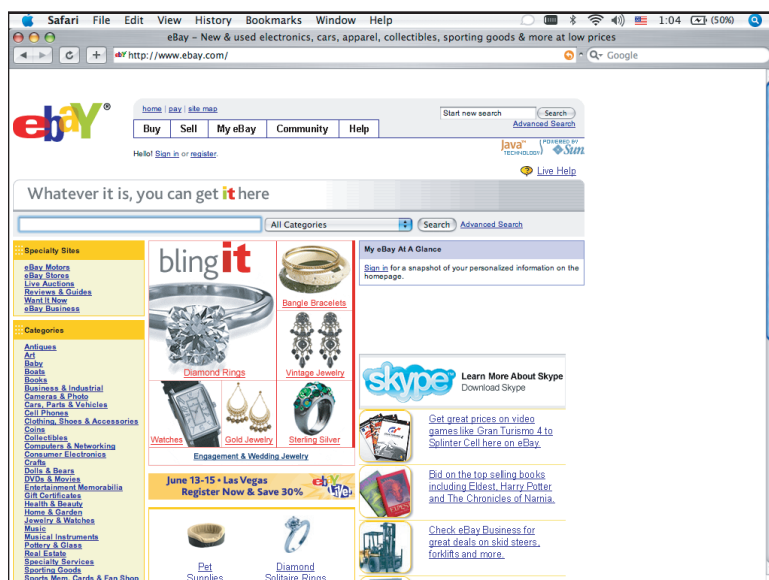 Safari File Edit View History Bookmarks Window Help 1:04 (50%)
eBay – New & used electronics, cars, apparel, collectibles, sporting goods & more at low prices
http://www.ebay.com/ Google
ebY®
home | pay | site map
Start new search Search
Buy Sell My eBay Community Help
Advanced Search
Hello! Sign in or register.
Java™ TECHNOLOGY POWERED BY Sun
Live Help
Whatever it is, you can get it here
All Categories Search Advanced Search
Specialty Sites
eBay Motors
eBay Stores
Live Auctions
Reviews & Guides
Want It Now
eBay Business
Categories
Antiques
Art
Baby
Boats
Books
Business & Industrial
Cameras & Photo
Cars, Parts & Vehicles
Cell Phones
Clothing, Shoes & Accessories
Coins
Collectibles
Computers & Networking
Consumer Electronics
Crafts
Dolls & Bears
DVDs & Movies
Entertainment Memorabilia
Gift Certificates
Health & Beauty
Home & Garden
Jewelry & Watches
Music
Musical Instruments
Pottery & Glass
Real Estate
Specialty Services
Sporting Goods
Sports Mem, Cards & Fan Shop
bling it
Bangle Bracelets
Diamond Rings
Vintage Jewelry
Watches
Gold Jewelry
Sterling Silver
Engagement & Wedding Jewelry
June 13-15 • Las Vegas
Register Now & Save 30%
ebY Live!
Pet
Supplies
Diamond
Solitaire Rings
My eBay At A Glance
Sign in for a snapshot of your personalized information on the
homepage.
skype™
Learn More About Skype
Download Skype
Get great prices on video
games like Gran Turismo 4 to
Splinter Cell here on eBay.
Bid on the top selling books
including Eldest, Harry Potter
and The Chronicles of Narnia.
Check eBay Business for
great deals on skid steers,
forklifts and more.